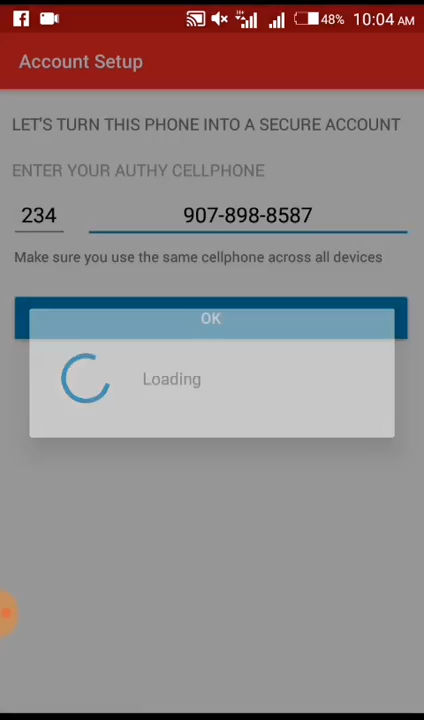 48% 10:04 AM
Account Setup
LET'S TURN THIS PHONE INTO A SECURE ACCOUNT
ENTER YOUR AUTHY CELLPHONE
234 907-898-8587
Make sure you use the same cellphone across all devices
OK
Loading